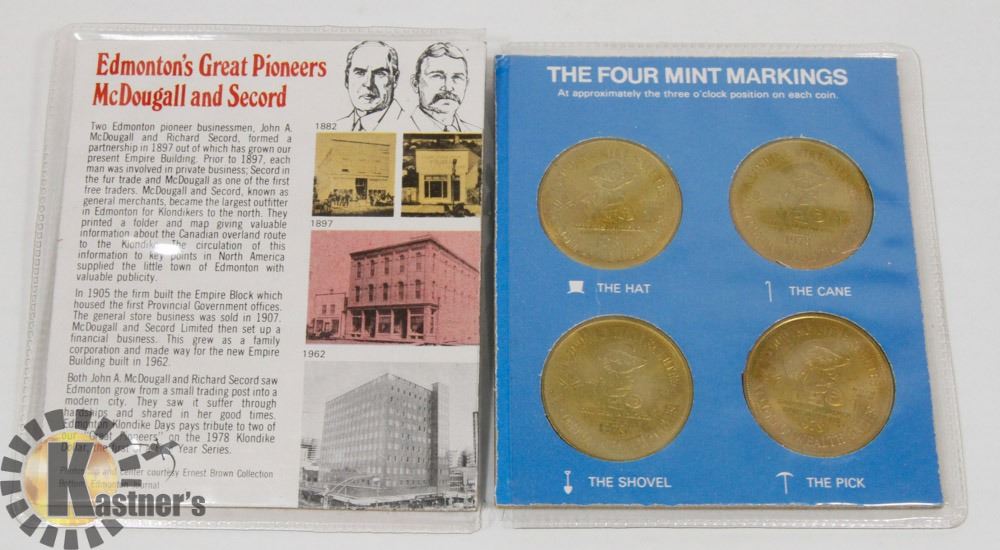 Edmonton's Great Pioneers
McDougall and Secord
Two Edmonton pioneer businessmen, John A.
McDougall and Richard Secord, formed a
partnership in 1897 out of which has grown our
present Empire Building. Prior to 1897, each
man was involved in private business; Secord in
the fur trade and McDougall as one of the first
free traders. McDougall and Secord, known as
general merchants, became the largest outfitter
in Edmonton for Klondikers to the north. They
printed a folder and map giving valuable
information about the Canadian overland route
to the Klondike. The circulation of this
information to key points in North America
supplied the little town of Edmonton with
valuable publicity.
In 1905 the firm built the Empire Block which
housed the first Provincial Government offices.
The general store business was sold in 1907.
McDougall and Secord Limited then set up a
financial business. This grew as a family
corporation and made way for the new Empire
Building built in 1962.
Both John A. McDougall and Richard Secord saw
Edmonton grow from a small trading post into a
modern city. They saw it suffer through
hardships and shared in her good times.
Edmonton Klondike Days pays tribute to two of
our "Great Pioneers" on the 1978 Klondike
Dollar, the first of Year Series.
and center courtesy Ernest Brown Collection
Bottom Edmonton Journal
1882
1897
1962
THE FOUR MINT MARKINGS
At approximately the three o'clock position on each coin.
THE HAT
THE CANE
THE SHOVEL
THE PICK
Kastner's